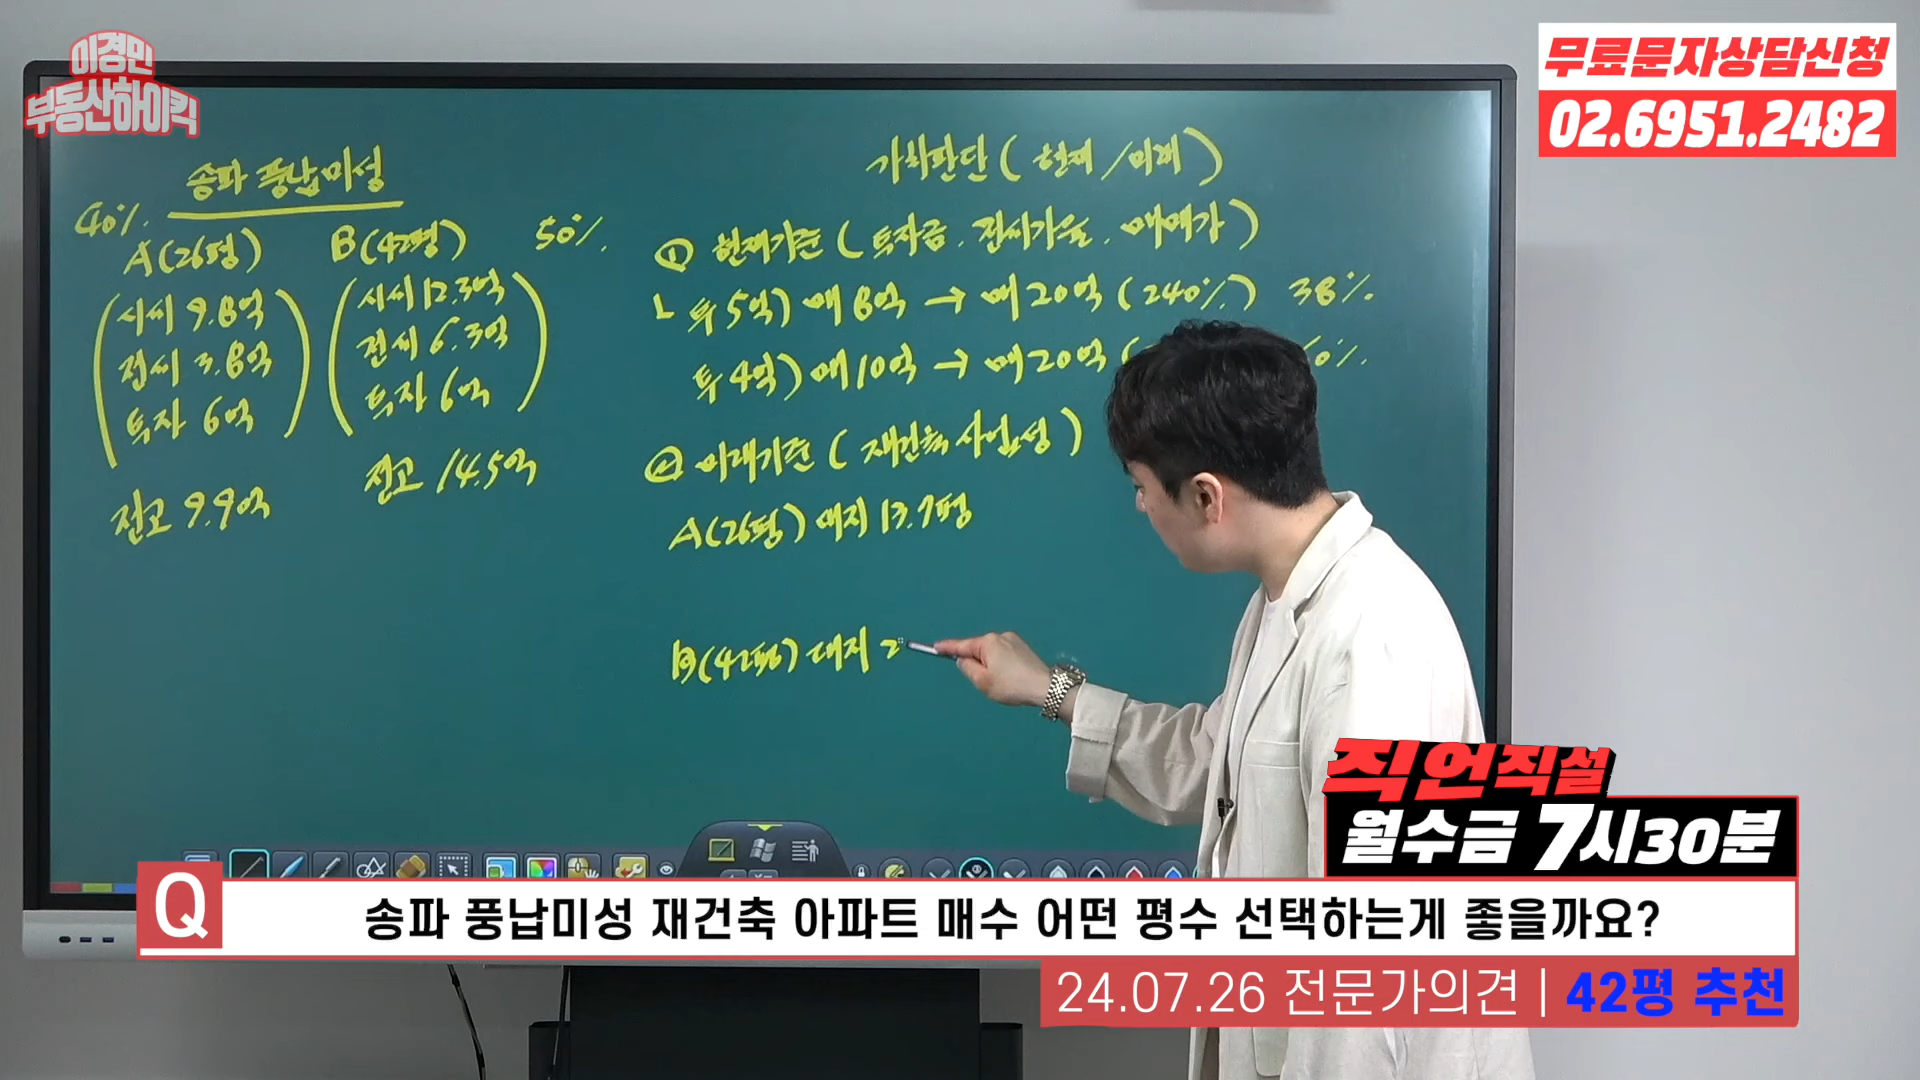 이경민
부동산하이킥
무료문자상담신청
02.6951.2482
송파 풍납미성
40%.
A(26평)
B(42평)
50%.
시세 9.8억
전세 3.8억
투자 6억
시세 12.3억
전세 6.3억
투자 6억
전고 9.9억
전고 14.5억
가치판단 ( 현재 / 미래 )
① 현재기준 ( 투자금. 전세가율. 매매가 )
ㄴ 투5억) 매8억 → 매20억 (240%) 38%.
투4억) 매10억 → 매20억 (
0%.
② 미래기준 ( 재건축 사업성 )
A(26평) 대지 13.7평
B(42평) 대지 2
직언직설
월수금 7시30분
Q
송파 풍납미성 재건축 아파트 매수 어떤 평수 선택하는게 좋을까요?
24.07.26 전문가의견 | 42평 추천